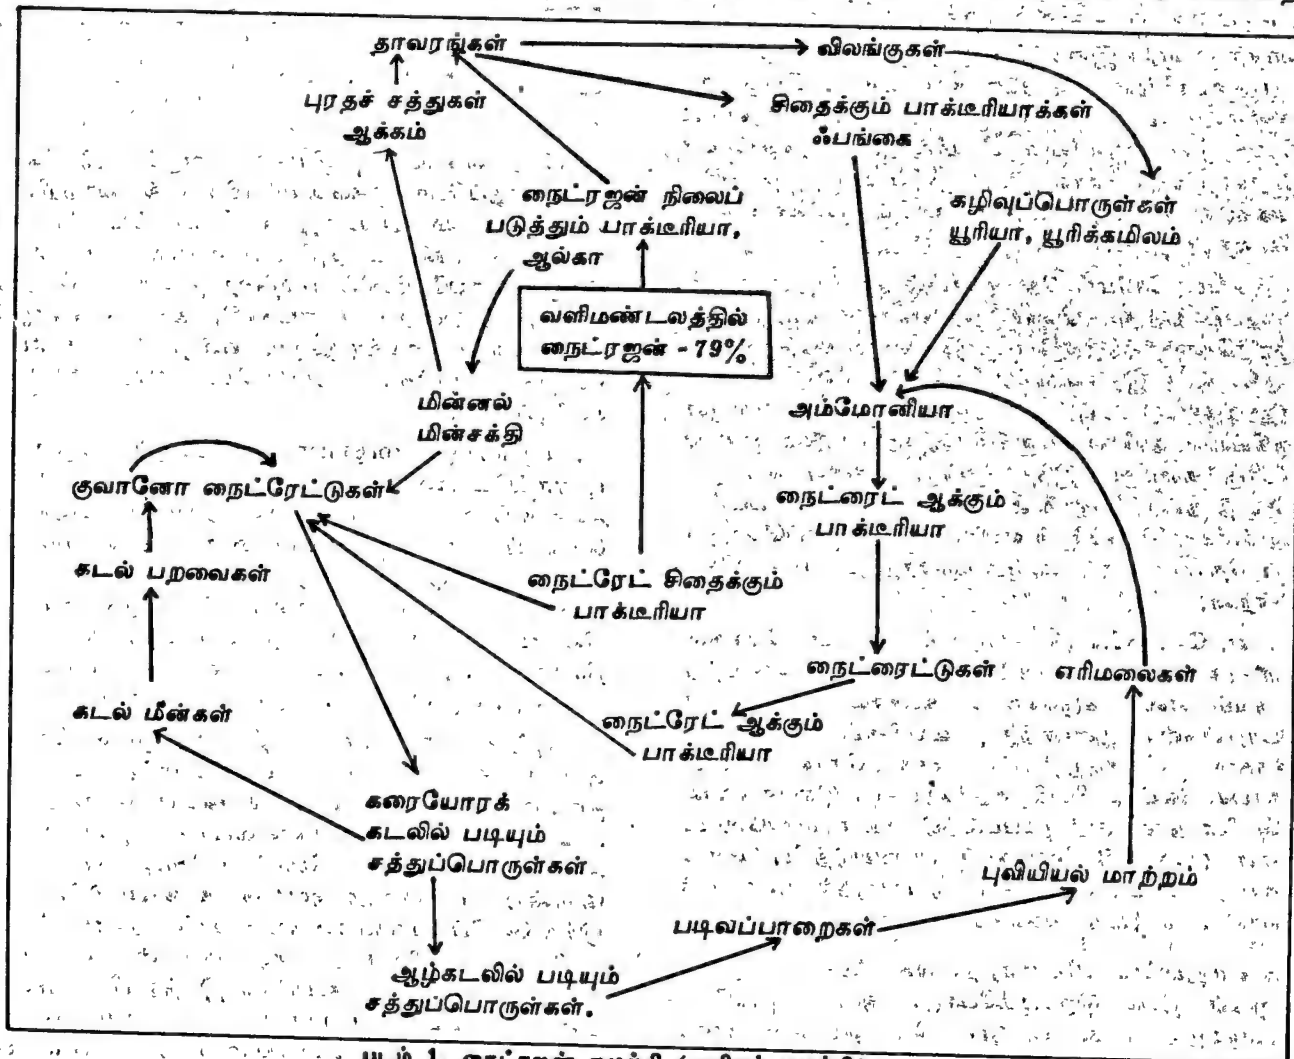 தாவரங்கள்
விலங்குகள்
புரதச் சத்துகள்
ஆக்கம்
சிதைக்கும் பாக்டீரியாக்கள்
ஃபங்கை
நைட்ரஜன் நிலைப்
படுத்தும் பாக்டீரியா,
ஆல்கா
கழிவுப்பொருள்கள்
யூரியா, யூரிக்கமிலம்
வளிமண்டலத்தில்
நைட்ரஜன் - 79%
மின்னல்
மின்சக்தி
அம்மோனியா
குவானோ நைட்ரேட்டுகள்
நைட்ரைட் ஆக்கும்
பாக்டீரியா
கடல் பறவைகள்
நைட்ரேட் சிதைக்கும்
பாக்டீரியா
நைட்ரைட்டுகள்
எரிமலைகள்
கடல் மீன்கள்
நைட்ரேட் ஆக்கும்
பாக்டீரியா
கரையோரக்
கடலில் படியும்
சத்துப்பொருள்கள்
புவியியல் மாற்றம்
படிவப்பாறைகள்
ஆழ்கடலில் படியும்
சத்துப்பொருள்கள்.